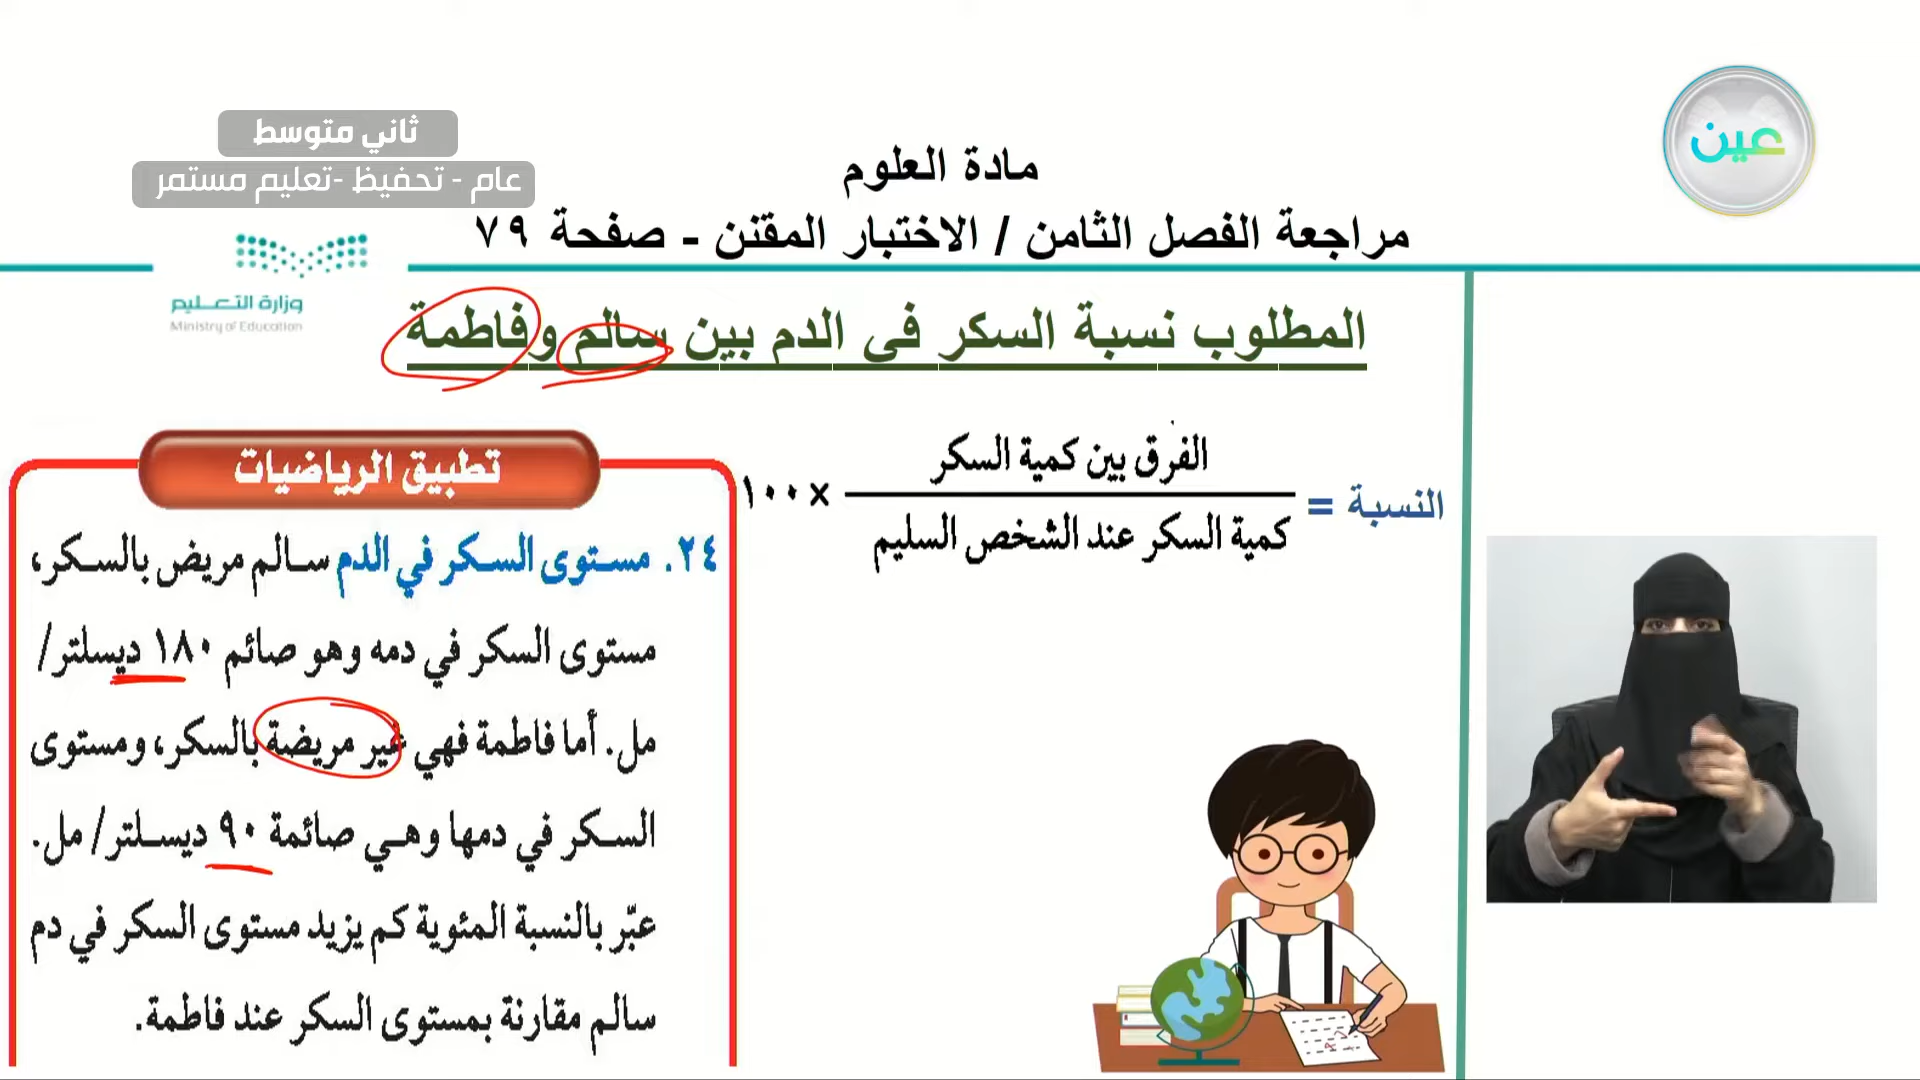 ثاني متوسط
عام - تحفيظ -تعليم مستمر
عين
مادة العلوم
مراجعة الفصل الثامن / الاختبار المقنن - صفحة ٧٩
وزارة التعليم
Ministry of Education
المطلوب نسبة السكر في الدم بين سالم وفاطمة
النسبة = الفرق بين كمية السكر × ١٠٠
كمية السكر عند الشخص السليم
تطبيق الرياضيات
٢٤. مستوى السكر في الدم سالم مريض بالسكر،
مستوى السكر في دمه وهو صائم ١٨٠ ديسلتر/
مل. أما فاطمة فهي غير مريضة بالسكر، ومستوى
السكر في دمها وهي صائمة ٩٠ ديسلتر/ مل.
عبّر بالنسبة المئوية كم يزيد مستوى السكر في دم
سالم مقارنة بمستوى السكر عند فاطمة.